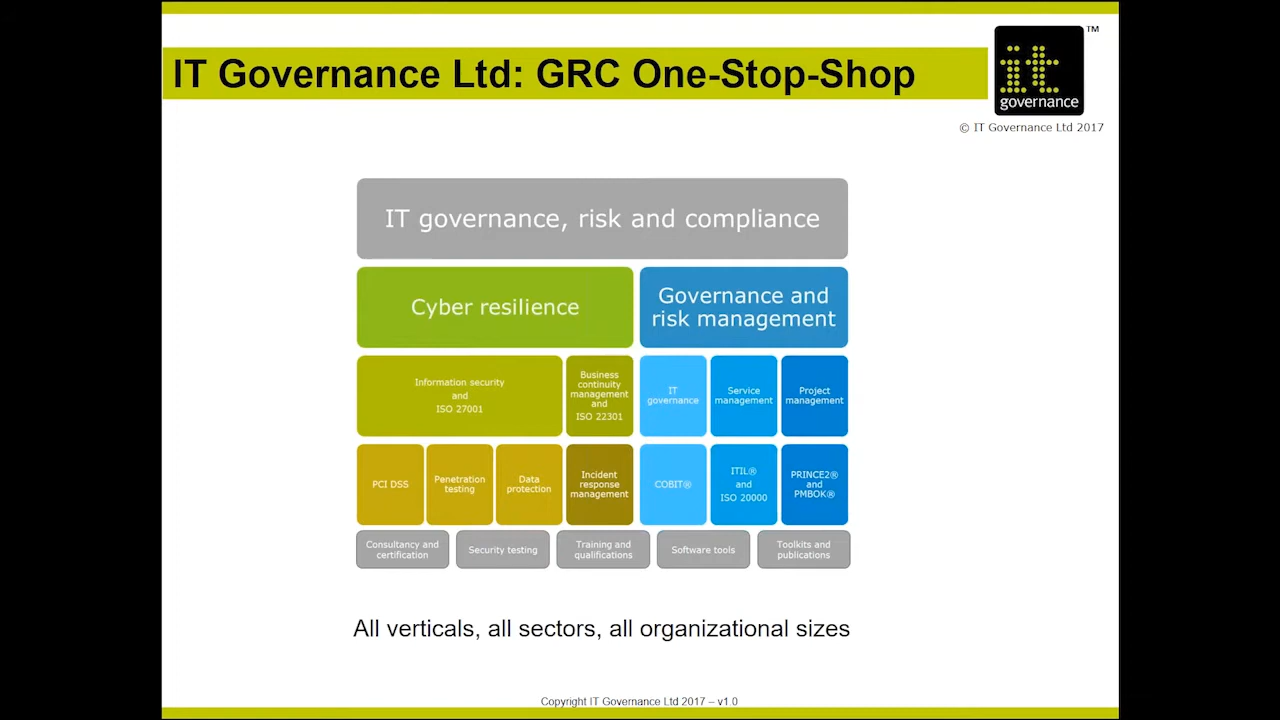 IT Governance Ltd: GRC One-Stop-Shop
it
governance
TM
© IT Governance Ltd 2017
IT governance, risk and compliance
Cyber resilience
Governance and
risk management
Information security
and
ISO 27001
Business
continuity
management
and
ISO 22301
IT
governance
Service
management
Project
management
PCI DSS
Penetration
testing
Data
protection
Incident
response
management
COBIT®
ITIL®
and
ISO 20000
PRINCE2®
and
PMBOK®
Consultancy and
certification
Security testing
Training and
qualifications
Software tools
Toolkits and
publications
All verticals, all sectors, all organizational sizes
Copyright IT Governance Ltd 2017 – v1.0